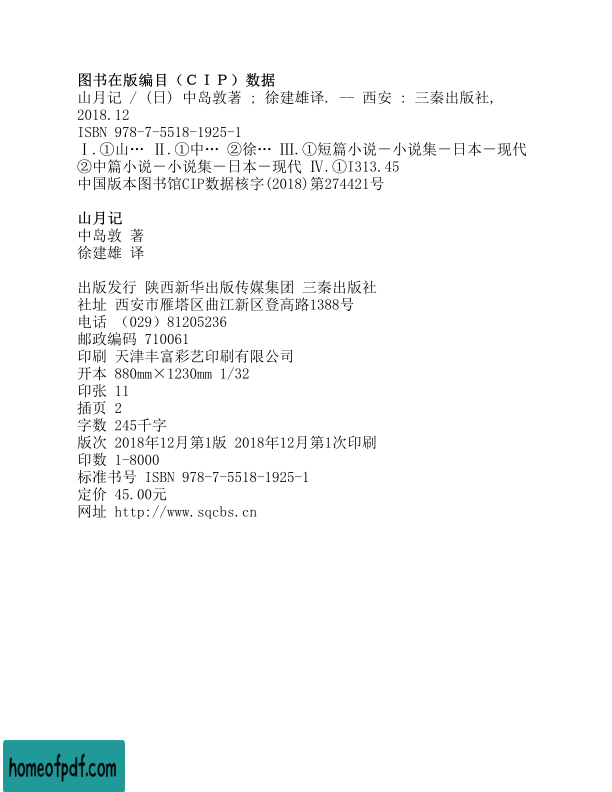 图书在版编目（ＣＩＰ）数据
山月记 / (日) 中岛敦著 ; 徐建雄译. -- 西安 : 三秦出版社,
2018.12
ISBN 978-7-5518-1925-1
Ⅰ.①山… Ⅱ.①中… ②徐… Ⅲ.①短篇小说－小说集－日本－现代
②中篇小说－小说集－日本－现代 Ⅳ.①I313.45
中国版本图书馆CIP数据核字(2018)第274421号
山月记
中岛敦 著
徐建雄 译
出版发行 陕西新华出版传媒集团 三秦出版社
社址 西安市雁塔区曲江新区登高路1388号
电话 （029）81205236
邮政编码 710061
印刷 天津丰富彩艺印刷有限公司
开本 880mm×1230mm 1/32
印张 11
插页 2
字数 245千字
版次 2018年12月第1版 2018年12月第1次印刷
印数 1-8000
标准书号 ISBN 978-7-5518-1925-1
定价 45.00元
网址 http://www.sqcbs.cn
homeofpdf.com